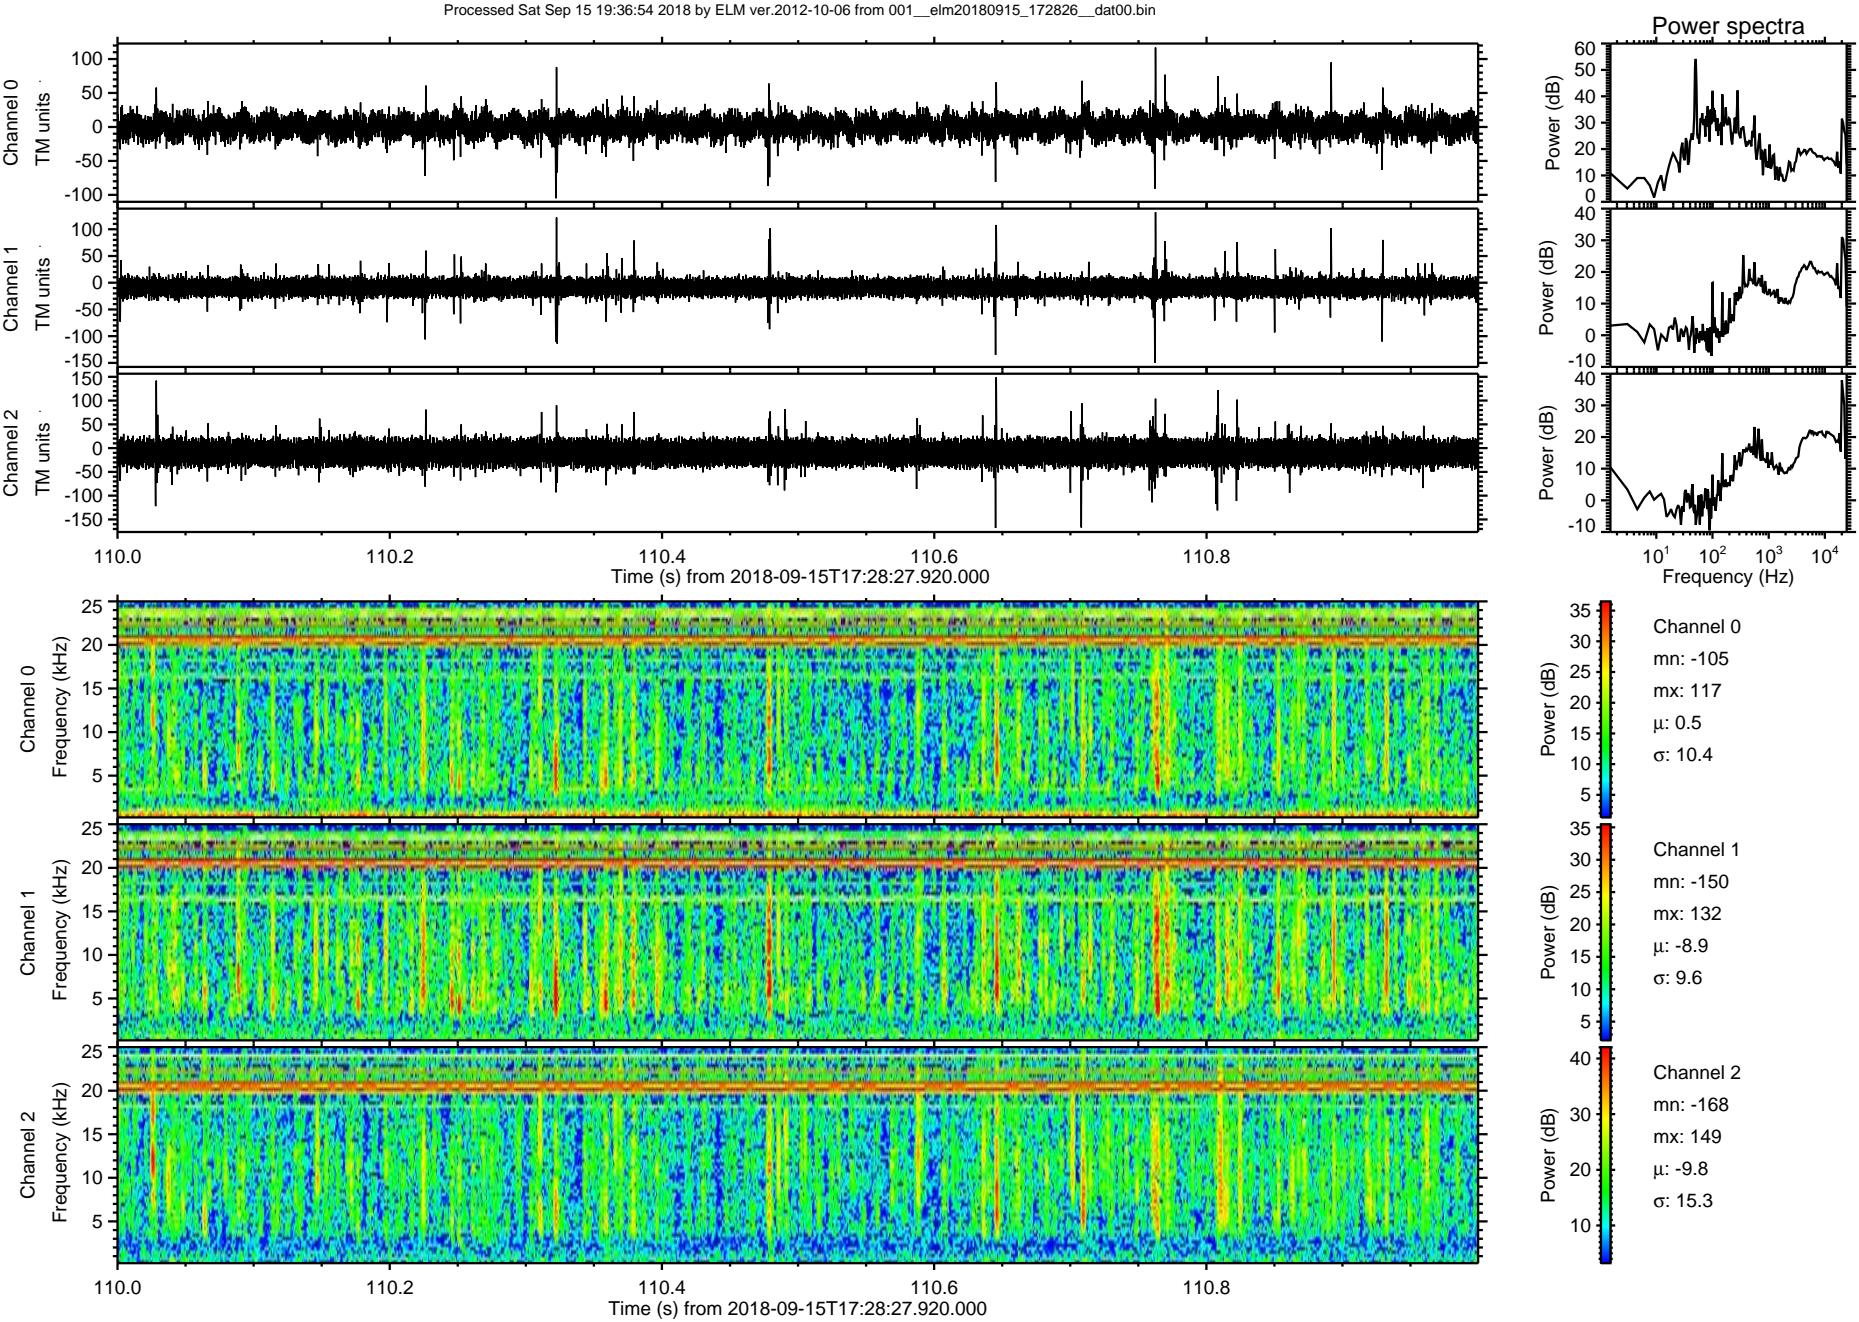 Processed Sat Sep 15 19:36:54 2018 by ELM ver.2012-10-06 from 001__elm20180915_172826__dat00.bin
Power spectra
Channel 0
TM units
100
50
0
-50
-100
Power (dB)
60
50
40
30
20
10
0
Channel 1
TM units
100
50
0
-50
-100
-150
Power (dB)
40
30
20
10
0
-10
Channel 2
TM units
150
100
50
0
-50
-100
-150
Power (dB)
40
30
20
10
0
-10
110.0 110.2 110.4 110.6 110.8
Time (s) from 2018-09-15T17:28:27.920.000
10¹ 10² 10³ 10⁴
Frequency (Hz)
Channel 0
Frequency (kHz)
25
20
15
10
5
Power (dB)
35
30
25
20
15
10
5
Channel 0
mn: -105
mx: 117
μ: 0.5
σ: 10.4
Channel 1
Frequency (kHz)
25
20
15
10
5
Power (dB)
35
30
25
20
15
10
5
Channel 1
mn: -150
mx: 132
μ: -8.9
σ: 9.6
Channel 2
Frequency (kHz)
25
20
15
10
5
Power (dB)
40
30
20
10
Channel 2
mn: -168
mx: 149
μ: -9.8
σ: 15.3
110.0 110.2 110.4 110.6 110.8
Time (s) from 2018-09-15T17:28:27.920.000